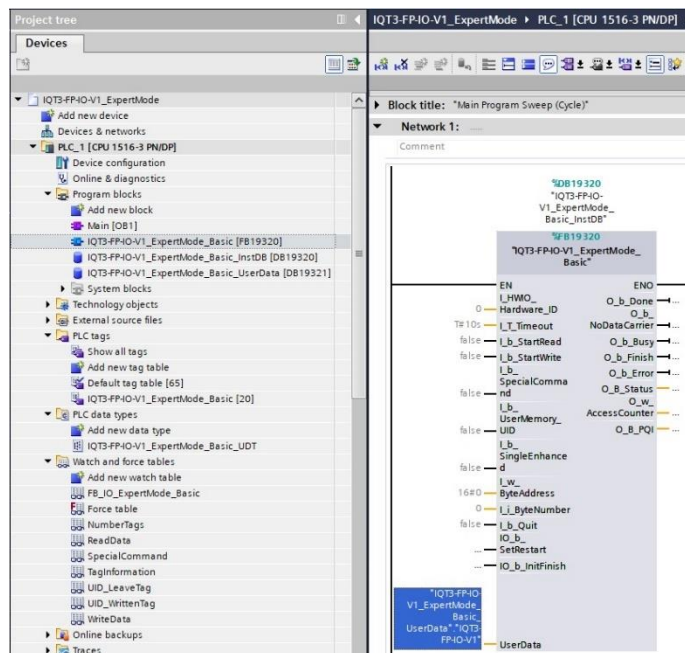 Project tree
Devices
IQT3-FP-IO-V1_ExpertMode
Add new device
Devices & networks
PLC_1 [CPU 1516-3 PN/DP]
Device configuration
Online & diagnostics
Program blocks
Add new block
Main [OB1]
IQT3-FP-IO-V1_ExpertMode_Basic [FB19320]
IQT3-FP-IO-V1_ExpertMode_Basic_InstDB [DB19320]
IQT3-FP-IO-V1_ExpertMode_Basic_UserData [DB19321]
System blocks
Technology objects
External source files
PLC tags
Show all tags
Add new tag table
Default tag table [65]
IQT3-FP-IO-V1_ExpertMode_Basic [20]
PLC data types
Add new data type
IQT3-FP-IO-V1_ExpertMode_Basic_UDT
Watch and force tables
Add new watch table
FB_IO_ExpertMode_Basic
Force table
NumberTags
ReadData
SpecialCommand
TagInformation
UID_LeaveTag
UID_WrittenTag
WriteData
Online backups
Traces
IQT3-FP-IO-V1_ExpertMode PLC_1 [CPU 1516-3 PN/DP]
Block title: "Main Program Sweep (Cycle)"
Network 1: ....
Comment
%DB19320
"IQT3-FP-IO-
V1_ExpertMode_
Basic_InstDB"
%FB19320
"IQT3-FP-IO-V1_ExpertMode_
Basic"
EN ENO
I_HWIO_
0 Hardware_ID O_b_Done ...
T#10s I_T_Timeout O_b_
NoDataCarrier ...
false I_b_StartRead O_b_Busy ...
false I_b_StartWrite O_b_Finish ...
I_b_ O_b_Error ...
SpecialComma
false nd O_B_Status ...
I_b_ O_w_
UserMemory_ AccessCounter ...
false UID O_B_PQI ...
I_b_
SingleEnhance
false d
I_w_
16#0 ByteAddress
0 I_i_ByteNumber
false I_b_Quit
IO_b_
... SetRestart
... IO_b_InitFinish
"IQT3-FP-IO-
V1_ExpertMode_
Basic_
UserData"."IQT3-
FP-IO-V1" UserData